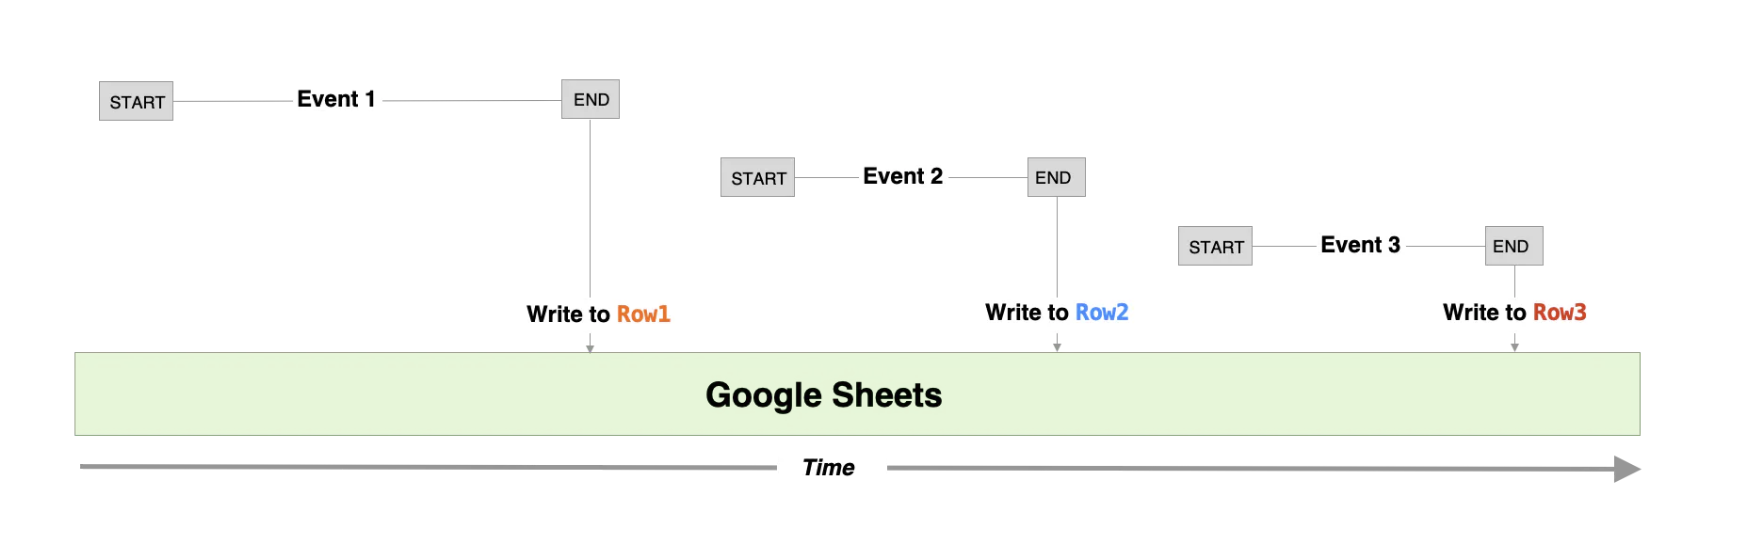 START Event 1 END
START Event 2 END
START Event 3 END
Write to Row1
Write to Row2
Write to Row3
Google Sheets
Time